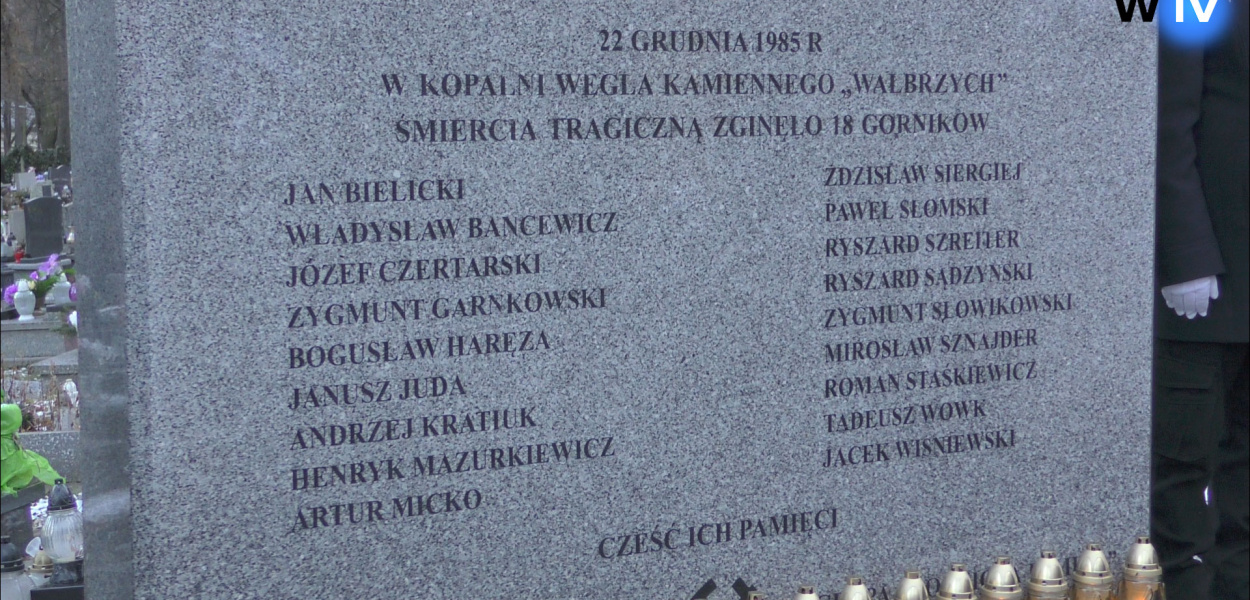 W TV
22 GRUDNIA 1985 R
W KOPALNI WĘGLA KAMIENNEGO „WAŁBRZYCH”
ŚMIERCIĄ TRAGICZNĄ ZGINĘŁO 18 GÓRNIKÓW
JAN BIELICKI
WŁADYSŁAW BANCEWICZ
JÓZEF CZERTARSKI
ZYGMUNT GARNKOWSKI
BOGUSŁAW HARĘZA
JANUSZ JUDA
ANDRZEJ KRATIUK
HENRYK MAZURKIEWICZ
ARTUR MICKO
ZDZISŁAW SIERGIEJ
PAWEŁ SŁOMSKI
RYSZARD SZREITER
RYSZARD SĄDZYŃSKI
ZYGMUNT SŁOWIKOWSKI
MIROSŁAW SZNAJDER
ROMAN STAŚKIEWICZ
TADEUSZ WOWK
JACEK WIŚNIEWSKI
CZEŚĆ ICH PAMIĘCI